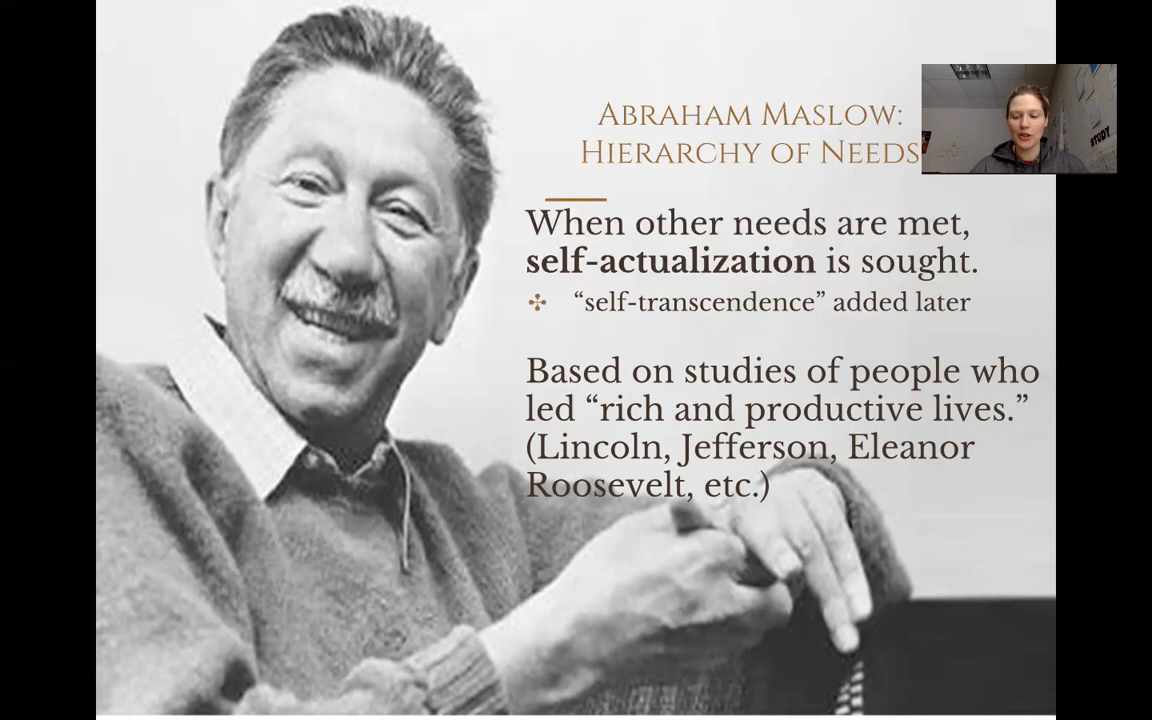 Abraham Maslow:
Hierarchy of Needs
When other needs are met,
self-actualization is sought.
“self-transcendence” added later
Based on studies of people who
led “rich and productive lives.”
(Lincoln, Jefferson, Eleanor
Roosevelt, etc.)
STUDY